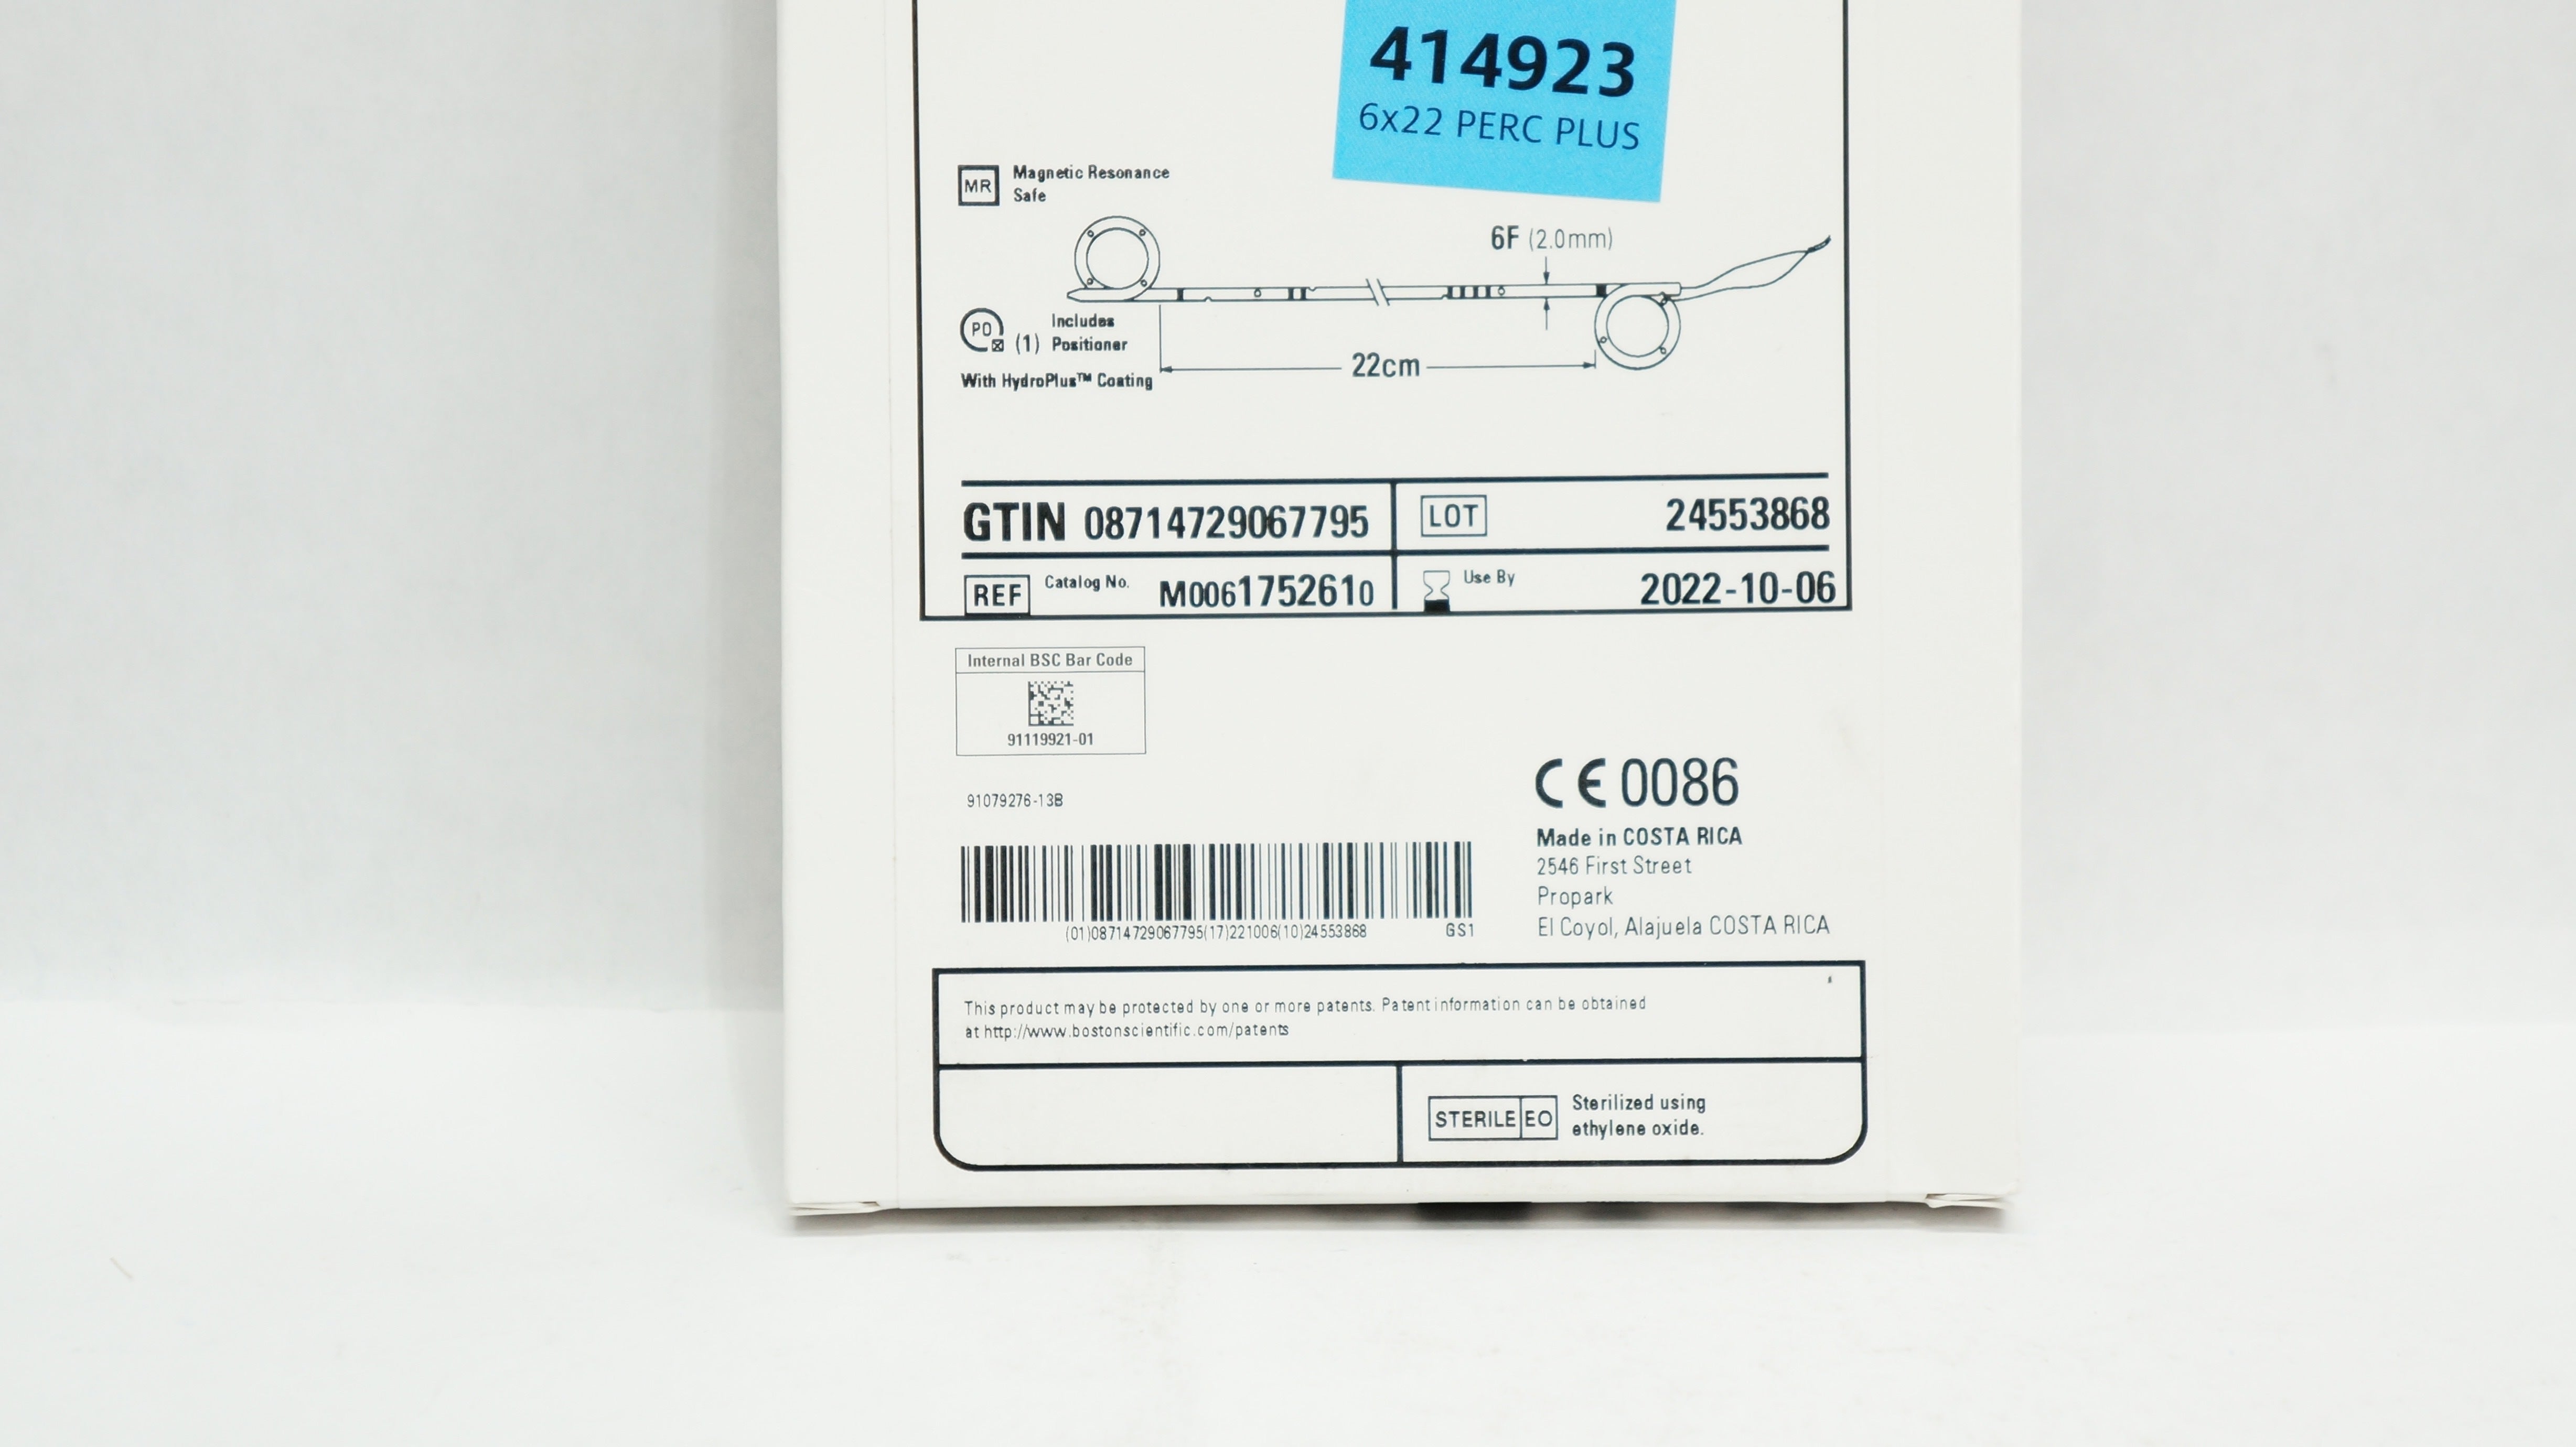 414923
6x22 PERC PLUS
MR Magnetic Resonance
Safe
6F (2.0mm)
PO (1) Includes
Positioner
With HydroPlus™ Coating
22cm
GTIN 08714729067795
LOT 24553868
REF Catalog No. M0061752610
Use By 2022-10-06
Internal BSC Bar Code
91119921-01
91079276-13B
CE 0086
Made in COSTA RICA
2546 First Street
Propark
El Coyol, Alajuela COSTA RICA
(01)08714729067795(17)221006(10)24553868 GS1
This product may be protected by one or more patents. Patent information can be obtained
at http://www.bostonscientific.com/patents
STERILE EO Sterilized using
ethylene oxide.